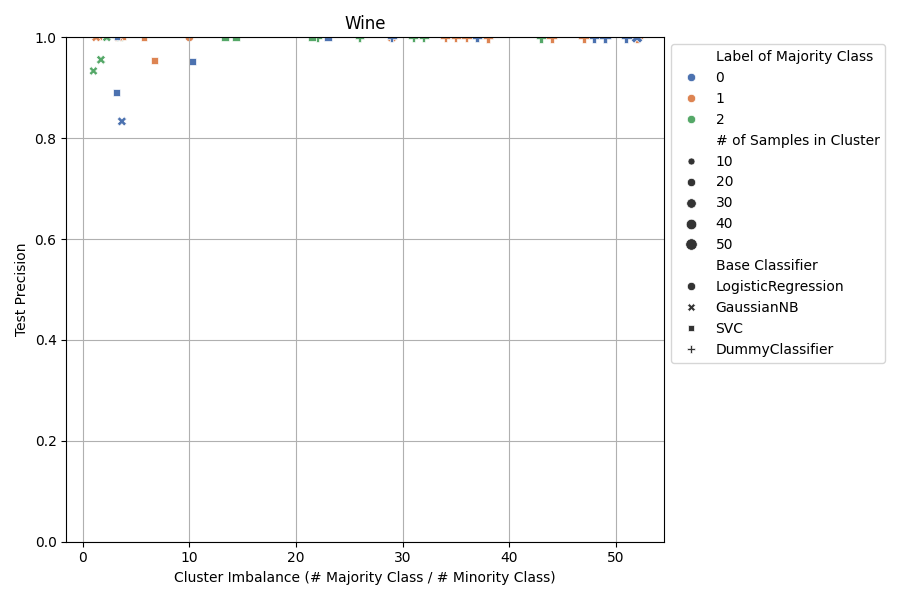 Wine
1.0
0.8
0.6
0.4
0.2
0.0
Test Precision
0 10 20 30 40 50
Cluster Imbalance (# Majority Class / # Minority Class)
Label of Majority Class
0
1
2
# of Samples in Cluster
10
20
30
40
50
Base Classifier
LogisticRegression
GaussianNB
SVC
DummyClassifier